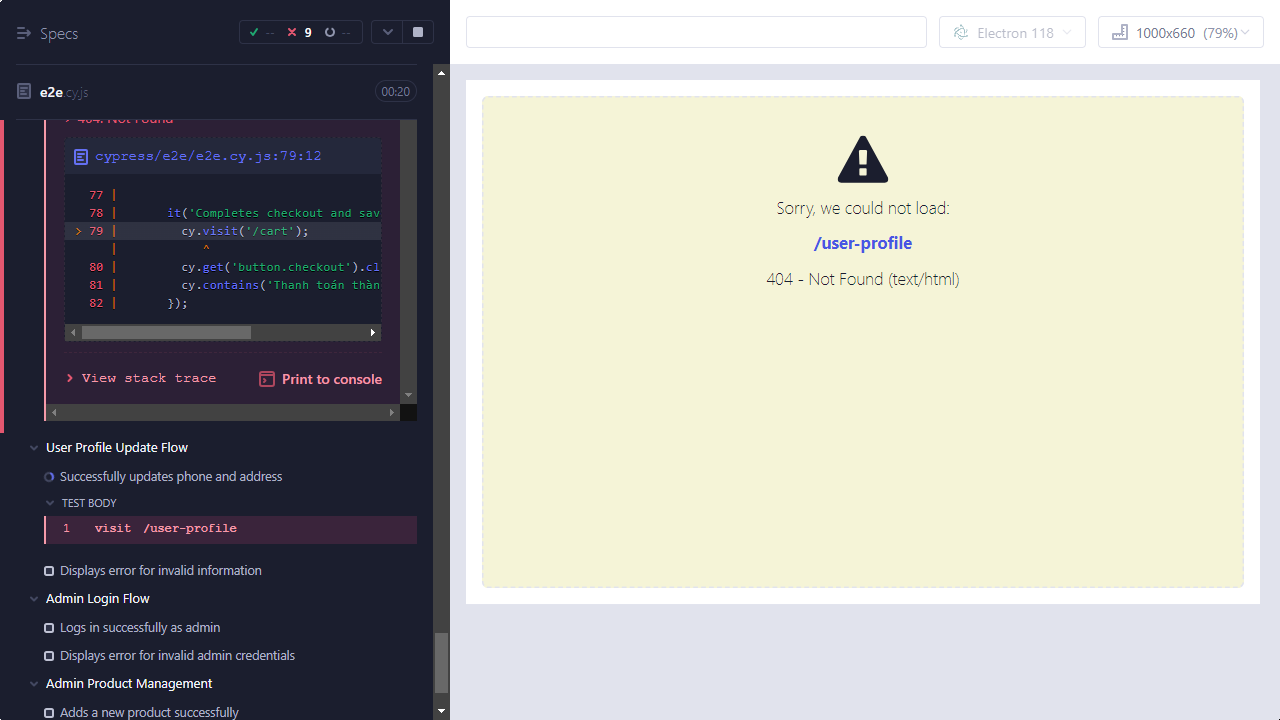 Specs
--
9
--
e2e.cy.js
00:20
> 404: Not Found
cypress/e2e/e2e.cy.js:79:12
77 |
78 | it('Completes checkout and sav
> 79 | cy.visit('/cart');
| ^
80 | cy.get('button.checkout').cl
81 | cy.contains('Thanh toán thàn
82 | });
View stack trace
Print to console
User Profile Update Flow
Successfully updates phone and address
TEST BODY
1 visit /user-profile
Displays error for invalid information
Admin Login Flow
Logs in successfully as admin
Displays error for invalid admin credentials
Admin Product Management
Adds a new product successfully
Electron 118
1000x660 (79%)
Sorry, we could not load:
/user-profile
404 - Not Found (text/html)